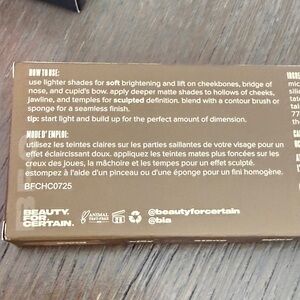 HOW TO USE:
use lighter shades for soft brightening and lift on cheekbones, bridge of
nose, and cupid's bow. apply deeper matte shades to hollows of cheeks,
jawline, and temples for sculpted definition. blend with a contour brush or
sponge for a seamless finish.
tip: start light and build up for the perfect amount of dimension.
MODE D'EMPLOI:
utilisez les teintes claires sur les parties saillantes de votre visage pour un
effet éclaircissant doux. appliquez les teintes mates plus foncées sur les
creux des joues, la mâchoire et les tempes pour un effet sculpté.
estompez à l'aide d'un pinceau ou d'une éponge pour un fini homogène.
BFCHC0725
BEAUTY.
FOR.
CERTAIN.
ANIMAL
TEST-FREE
@beautyforcertain
@bia